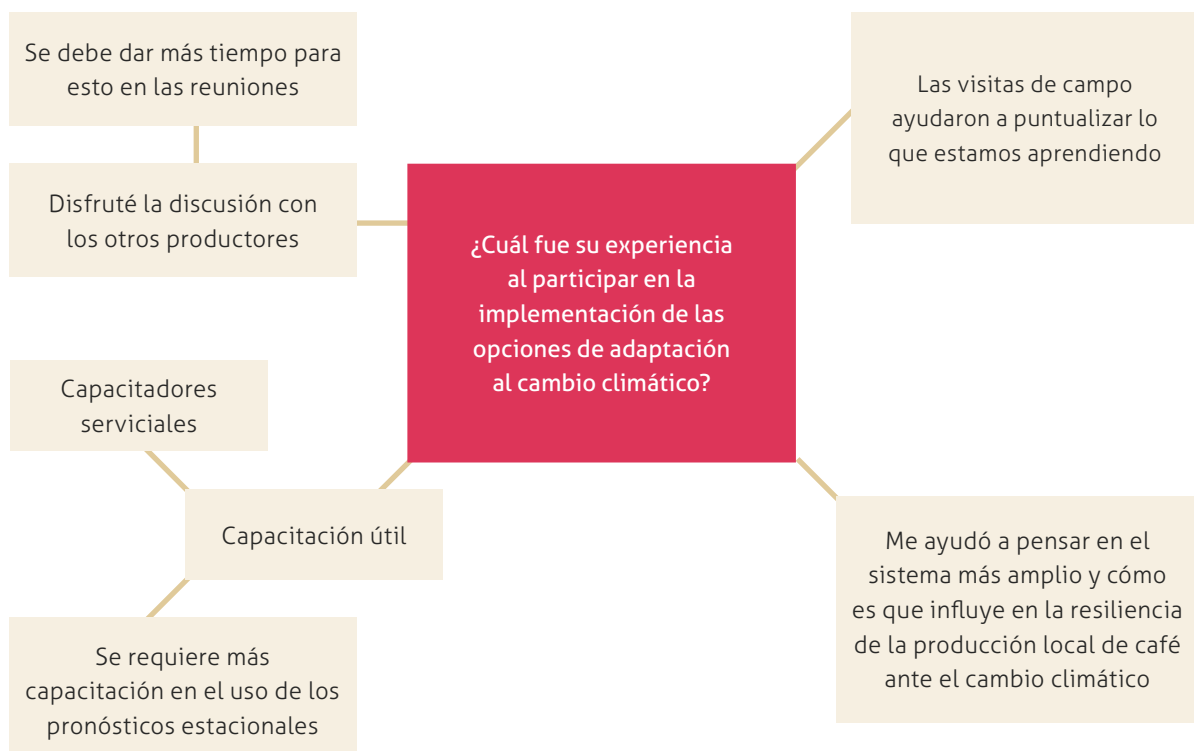 Se debe dar más tiempo para
esto en las reuniones
Disfruté la discusión con
los otros productores
Las visitas de campo
ayudaron a puntualizar lo
que estamos aprendiendo
¿Cuál fue su experiencia
al participar en la
implementación de las
opciones de adaptación
al cambio climático?
Capacitadores
serviciales
Capacitación útil
Se requiere más
capacitación en el uso de los
pronósticos estacionales
Me ayudó a pensar en el
sistema más amplio y cómo
es que influye en la resiliencia
de la producción local de café
ante el cambio climático